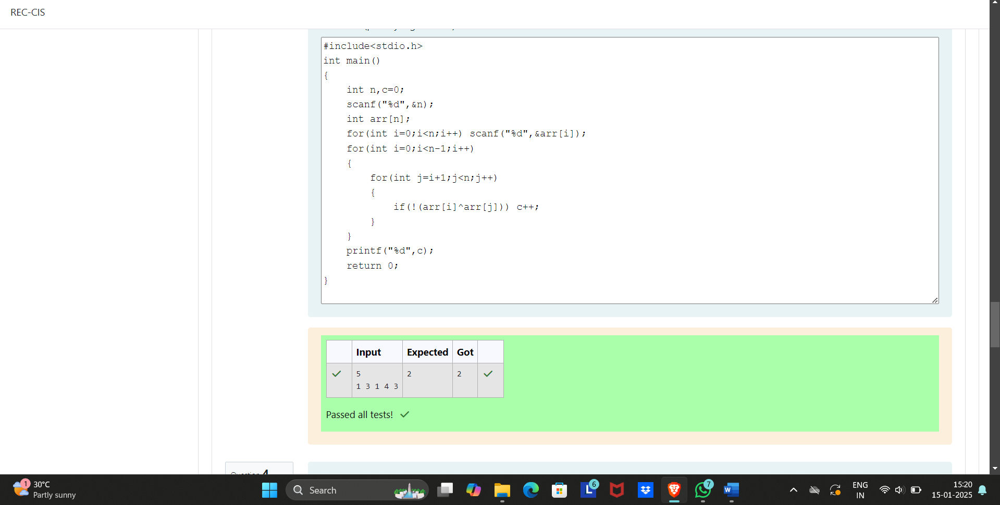 REC-CIS
#include<stdio.h>
int main()
{
    int n,c=0;
    scanf("%d",&n);
    int arr[n];
    for(int i=0;i<n;i++) scanf("%d",&arr[i]);
    for(int i=0;i<n-1;i++)
    {
        for(int j=i+1;j<n;j++)
        {
            if(!(arr[i]^arr[j])) c++;
        }
    }
    printf("%d",c);
    return 0;
}
Input Expected Got
5 2 2
1 3 1 4 3
Passed all tests!
Question 4
1
30°C
Partly sunny
Search
L 6
7
W
ENG
IN
15:20
15-01-2025